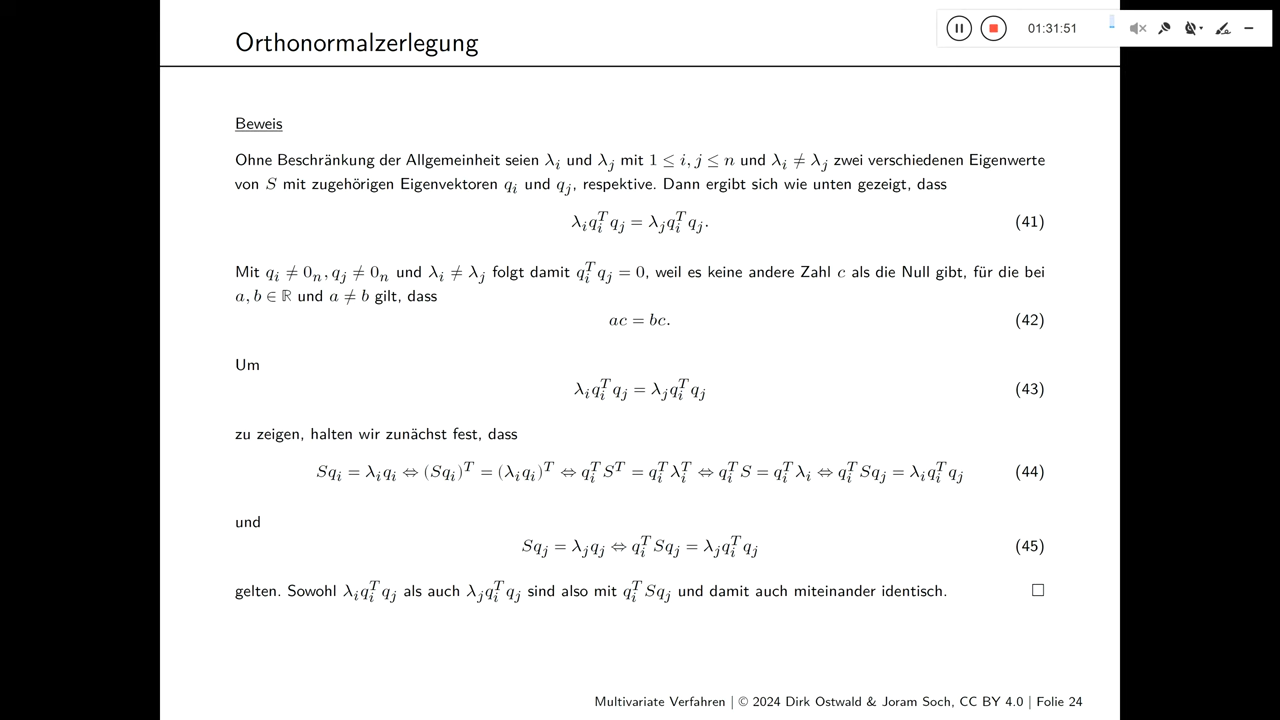 Orthonormalzerlegung
01:31:51
Beweis
Ohne Beschränkung der Allgemeinheit seien λ_i und λ_j mit 1 ≤ i, j ≤ n und λ_i ≠ λ_j zwei verschiedenen Eigenwerte
von S mit zugehörigen Eigenvektoren q_i und q_j, respektive. Dann ergibt sich wie unten gezeigt, dass
λ_i q_i^T q_j = λ_j q_i^T q_j. (41)
Mit q_i ≠ 0_n, q_j ≠ 0_n und λ_i ≠ λ_j folgt damit q_i^T q_j = 0, weil es keine andere Zahl c als die Null gibt, für die bei
a, b ∈ ℝ und a ≠ b gilt, dass
ac = bc. (42)
Um
λ_i q_i^T q_j = λ_j q_i^T q_j (43)
zu zeigen, halten wir zunächst fest, dass
Sq_i = λ_i q_i ⇔ (Sq_i)^T = (λ_i q_i)^T ⇔ q_i^T S^T = q_i^T λ_i^T ⇔ q_i^T S = q_i^T λ_i ⇔ q_i^T Sq_j = λ_i q_i^T q_j (44)
und
Sq_j = λ_j q_j ⇔ q_i^T Sq_j = λ_j q_i^T q_j (45)
gelten. Sowohl λ_i q_i^T q_j als auch λ_j q_i^T q_j sind also mit q_i^T Sq_j und damit auch miteinander identisch. □
Multivariate Verfahren | © 2024 Dirk Ostwald & Joram Soch, CC BY 4.0 | Folie 24